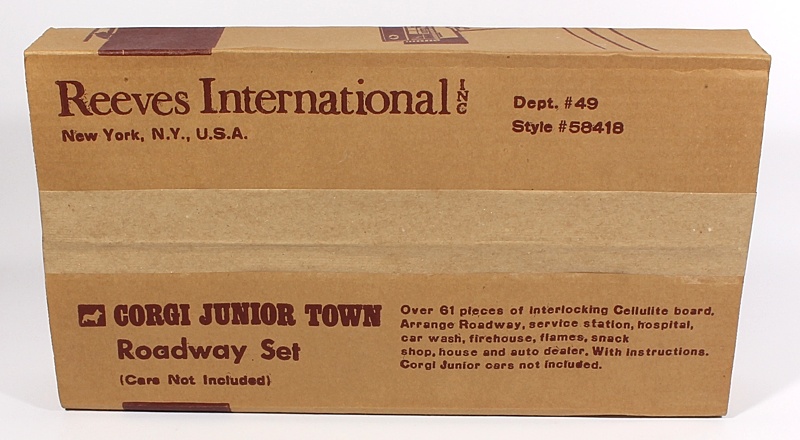 Reeves International INC
New York, N.Y., U.S.A.
Dept. #49
Style #58418
CORGI JUNIOR TOWN
Roadway Set
(Cars Not Included)
Over 61 pieces of interlocking Cellulite board.
Arrange Roadway, service station, hospital,
car wash, firehouse, flames, snack
shop, house and auto dealer. With instructions.
Corgi Junior cars not included.